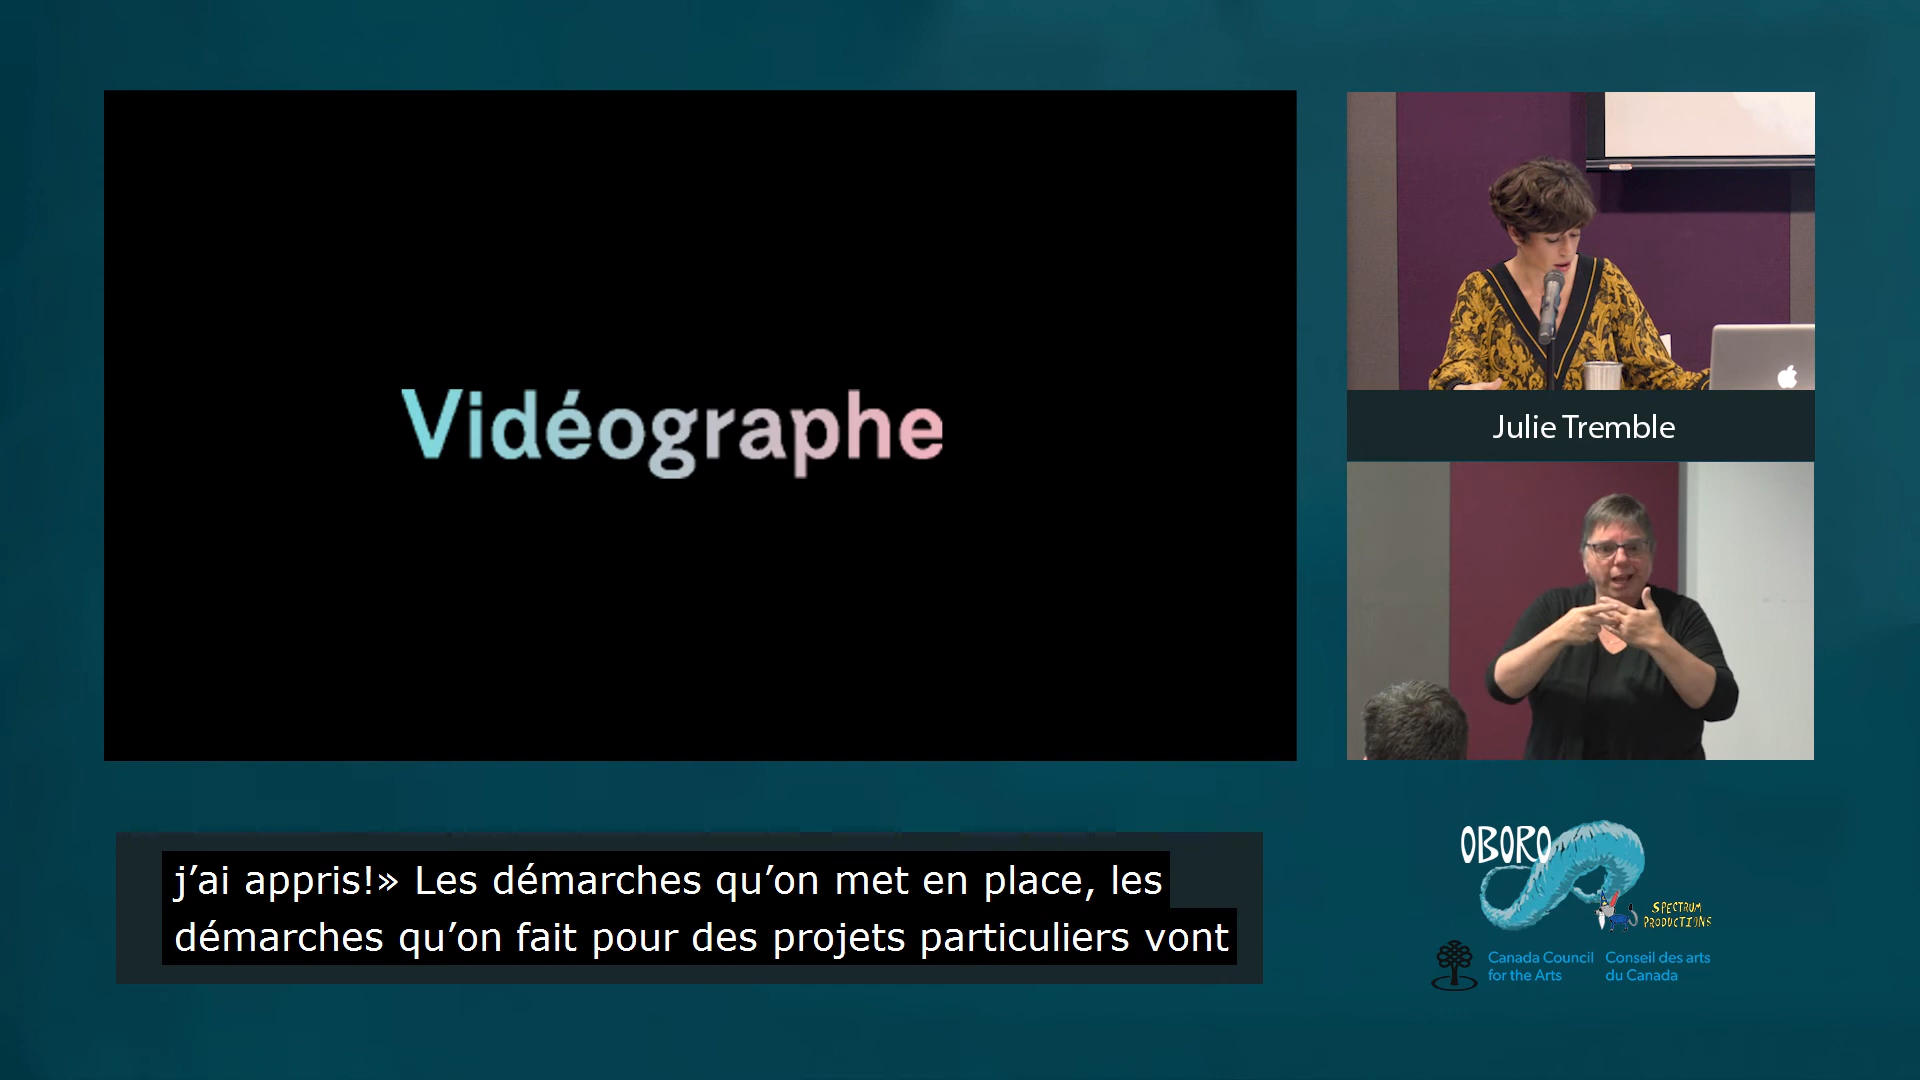 Vidéographe
Julie Tremble
j’ai appris!» Les démarches qu’on met en place, les
démarches qu’on fait pour des projets particuliers vont
OBORO
SPECTRUM
PRODUCTIONS
Canada Council
for the Arts
Conseil des arts
du Canada